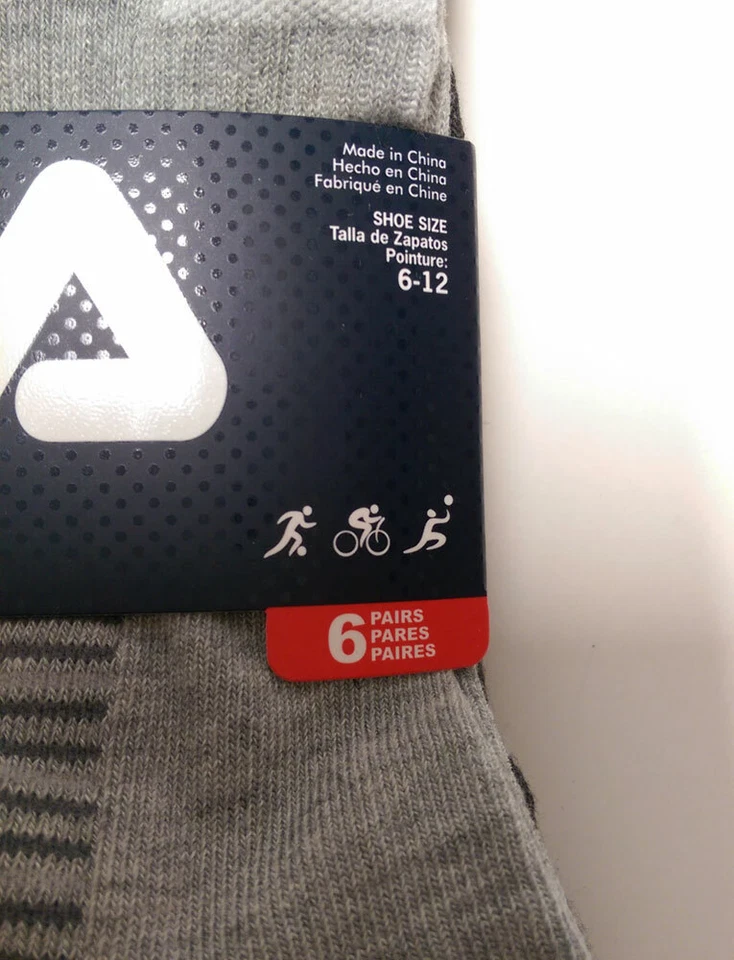 Made in China
Hecho en China
Fabriqué en Chine
SHOE SIZE
Talla de Zapatos
Pointure:
6-12
6 PAIRS
PARES
PAIRES